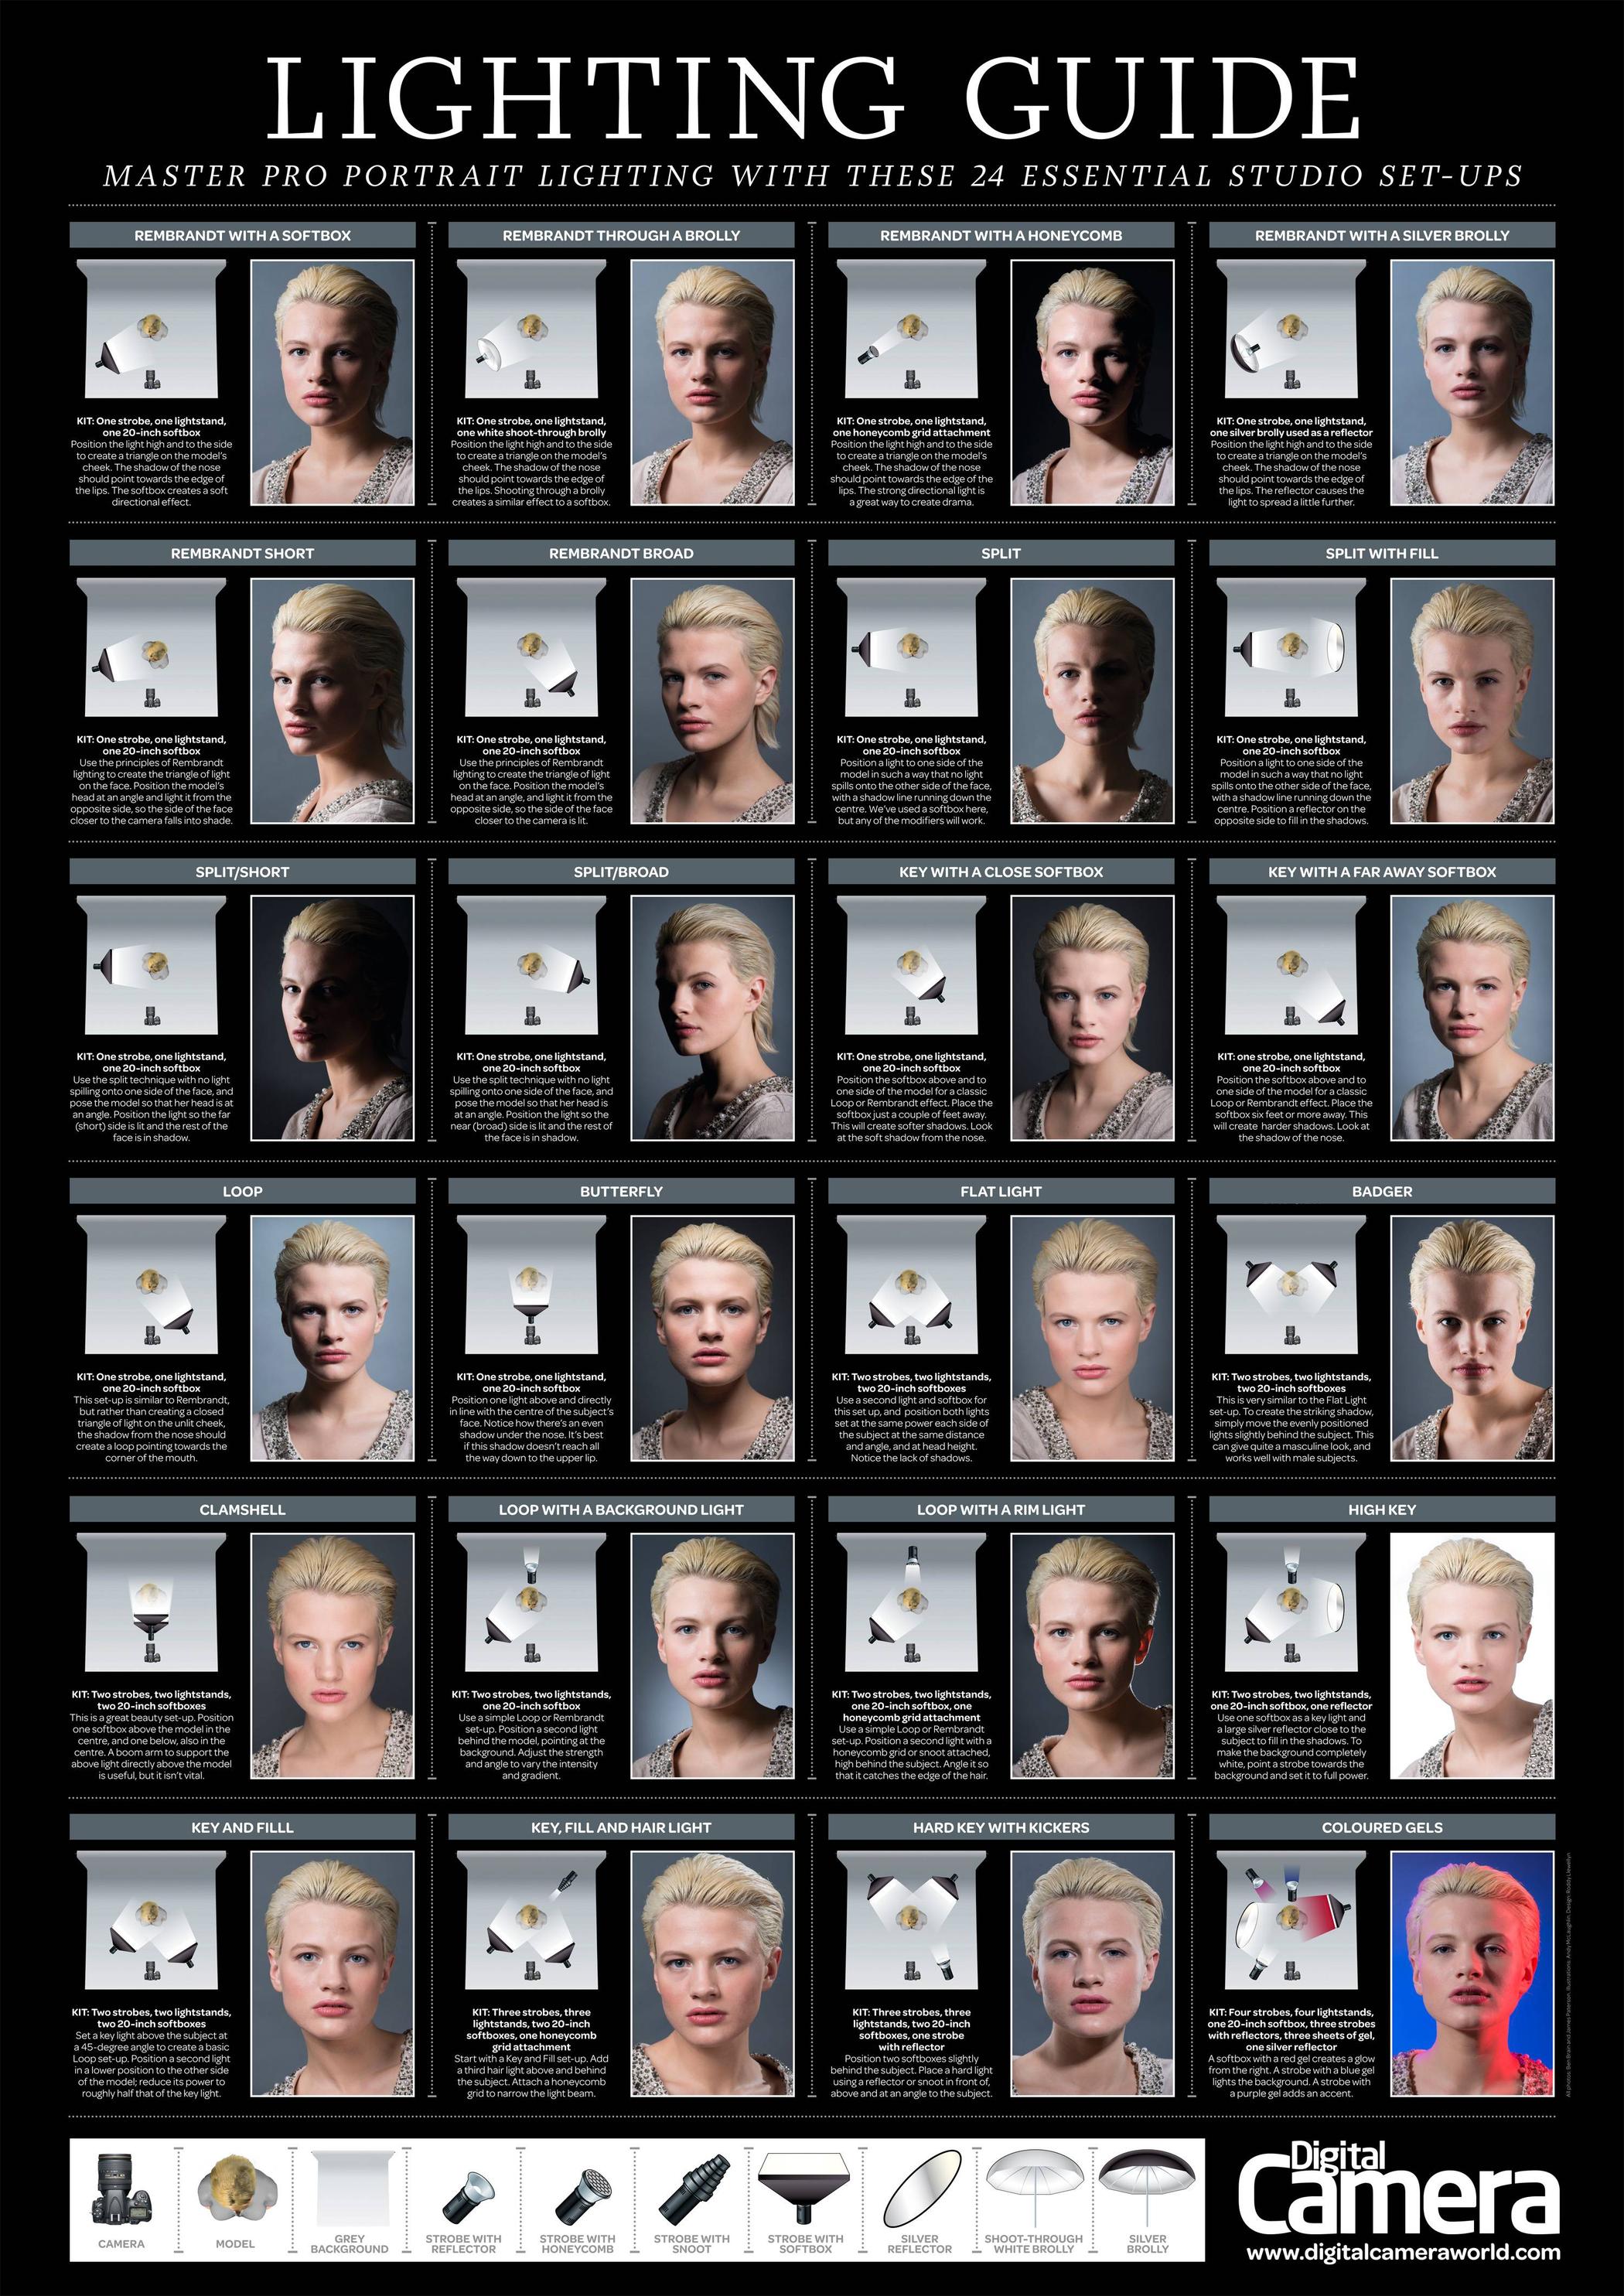 LIGHTING GUIDE
MASTER PRO PORTRAIT LIGHTING WITH THESE 24 ESSENTIAL STUDIO SET-UPS
REMBRANDT WITH A SOFTBOX
KIT: One strobe, one lightstand,
one 20-inch softbox
Position the light high and to the side
to create a triangle on the model's
cheek. The shadow of the nose
should point towards the edge of
the lips. The softbox creates a soft
directional effect.
REMBRANDT THROUGH A BROLLY
KIT: One strobe, one lightstand,
one white shoot-through brolly
Position the light high and to the side
to create a triangle on the model's
cheek. The shadow of the nose
should point towards the edge of
the lips. Shooting through a brolly
creates a similar effect to a softbox.
REMBRANDT WITH A HONEYCOMB
KIT: One strobe, one lightstand,
one honeycomb grid attachment
Position the light high and to the side
to create a triangle on the model's
cheek. The shadow of the nose
should point towards the edge of the
lips. The strong directional light is
a great way to create drama.
REMBRANDT WITH A SILVER BROLLY
KIT: One strobe, one lightstand,
one silver brolly used as a reflector
Position the light high and to the side
to create a triangle on the model's
cheek. The shadow of the nose
should point towards the edge of
the lips. The reflector causes the
light to spread a little further.
REMBRANDT SHORT
KIT: One strobe, one lightstand,
one 20-inch softbox
Use the principles of Rembrandt
lighting to create the triangle of light
on the face. Position the model's
head at an angle and light it from the
opposite side, so the side of the face
closer to the camera falls into shade.
REMBRANDT BROAD
KIT: One strobe, one lightstand,
one 20-inch softbox
Use the principles of Rembrandt
lighting to create the triangle of light
on the face. Position the model's
head at an angle, and light it from the
opposite side, so the side of the face
closer to the camera is lit.
SPLIT
KIT: One strobe, one lightstand,
one 20-inch softbox
Position a light to one side of the
model in such a way that no light
spills onto the other side of the face,
with a shadow line running down the
centre. We've used a softbox here,
but any of the modifiers will work.
SPLIT WITH FILL
KIT: One strobe, one lightstand,
one 20-inch softbox
Position a light to one side of the
model in such a way that no light
spills onto the other side of the face,
with a shadow line running down the
centre. Position a reflector on the
opposite side to fill in the shadows.
SPLIT/SHORT
KIT: One strobe, one lightstand,
one 20-inch softbox
Use the split technique with no light
spilling onto one side of the face, and
pose the model so that her head is at
an angle. Position the light so the far
(short) side is lit and the rest of the
face is in shadow.
SPLIT/BROAD
KIT: One strobe, one lightstand,
one 20-inch softbox
Use the split technique with no light
spilling onto one side of the face, and
pose the model so that her head is
at an angle. Position the light so the
near (broad) side is lit and the rest of
the face is in shadow.
KEY WITH A CLOSE SOFTBOX
KIT: One strobe, one lightstand,
one 20-inch softbox
Position the softbox above and to
one side of the model for a classic
Loop or Rembrandt effect. Place the
softbox just a couple of feet away.
This will create softer shadows. Look
at the soft shadow from the nose.
KEY WITH A FAR AWAY SOFTBOX
KIT: one strobe, one lightstand,
one 20-inch softbox
Position the softbox above and to
one side of the model for a classic
Loop or Rembrandt effect. Place the
softbox six feet or more away. This
will create harder shadows. Look at
the shadow of the nose.
LOOP
KIT: One strobe, one lightstand,
one 20-inch softbox
This set-up is similar to Rembrandt,
but rather than creating a closed
triangle of light on the unlit cheek,
the shadow from the nose should
create a loop pointing towards the
corner of the mouth.
BUTTERFLY
KIT: One strobe, one lightstand,
one 20-inch softbox
Position one light above and directly
in line with the centre of the subject's
face. Notice how there's an even
shadow under the nose. It's best
if this shadow doesn't reach all
the way down to the upper lip.
FLAT LIGHT
KIT: Two strobes, two lightstands,
two 20-inch softboxes
Use a second light and softbox for
this set up, and position both lights
set at the same power each side of
the subject at the same distance
and angle, and at head height.
Notice the lack of shadows.
BADGER
KIT: Two strobes, two lightstands,
two 20-inch softboxes
This is very similar to the Flat Light
set-up. To create the striking shadow,
simply move the evenly positioned
lights slightly behind the subject. This
can give quite a masculine look, and
works well with male subjects.
CLAMSHELL
KIT: Two strobes, two lightstands,
two 20-inch softboxes
This is a great beauty set-up. Position
one softbox above the model in the
centre, and one below, also in the
centre. A boom arm to support the
above light directly above the model
is useful, but it isn't vital.
LOOP WITH A BACKGROUND LIGHT
KIT: Two strobes, two lightstands,
one 20-inch softbox
Use a simple Loop or Rembrandt
set-up. Position a second light
behind the model, pointing at the
background. Adjust the strength
and angle to vary the intensity
and gradient.
LOOP WITH A RIM LIGHT
KIT: Two strobes, two lightstands,
one 20-inch softbox, one
honeycomb grid attachment
Use a simple Loop or Rembrandt
set-up. Position a second light with a
honeycomb grid or snoot attached,
high behind the subject. Angle it so
that it catches the edge of the hair.
HIGH KEY
KIT: Two strobes, two lightstands,
one 20-inch softbox, one reflector
Use one softbox as a key light and
a large silver reflector close to the
subject to fill in the shadows. To
make the background completely
white, point a strobe towards the
background and set it to full power.
KEY AND FILLL
KIT: Two strobes, two lightstands,
two 20-inch softboxes
Set a key light above the subject at
a 45-degree angle to create a basic
Loop set-up. Position a second light
in a lower position to the other side
of the model; reduce its power to
roughly half that of the key light.
KEY, FILL AND HAIR LIGHT
KIT: Three strobes, three
lightstands, two 20-inch
softboxes, one honeycomb
grid attachment
Start with a Key and Fill set-up. Add
a third hair light above and behind
the subject. Attach a honeycomb
grid to narrow the light beam.
HARD KEY WITH KICKERS
KIT: Three strobes, three
lightstands, two 20-inch
softboxes, one strobe
with reflector
Position two softboxes slightly
behind the subject. Place a hard light
using a reflector or snoot in front of,
above and at an angle to the subject.
COLOURED GELS
KIT: Four strobes, four lightstands,
one 20-inch softbox, three strobes
with reflectors, three sheets of gel,
one silver reflector
A softbox with a red gel creates a glow
from the right. A strobe with a blue gel
lights the background. A strobe with
a purple gel adds an accent.
All photos: Ben Brain and James Paterson. Illustrations: Andy McLaughlin. Design: Roddy Llewellyn
CAMERA
MODEL
GREY
BACKGROUND
STROBE WITH
REFLECTOR
STROBE WITH
HONEYCOMB
STROBE WITH
SNOOT
STROBE WITH
SOFTBOX
SILVER
REFLECTOR
SHOOT-THROUGH
WHITE BROLLY
SILVER
BROLLY
Digital
Camera
www.digitalcameraworld.com